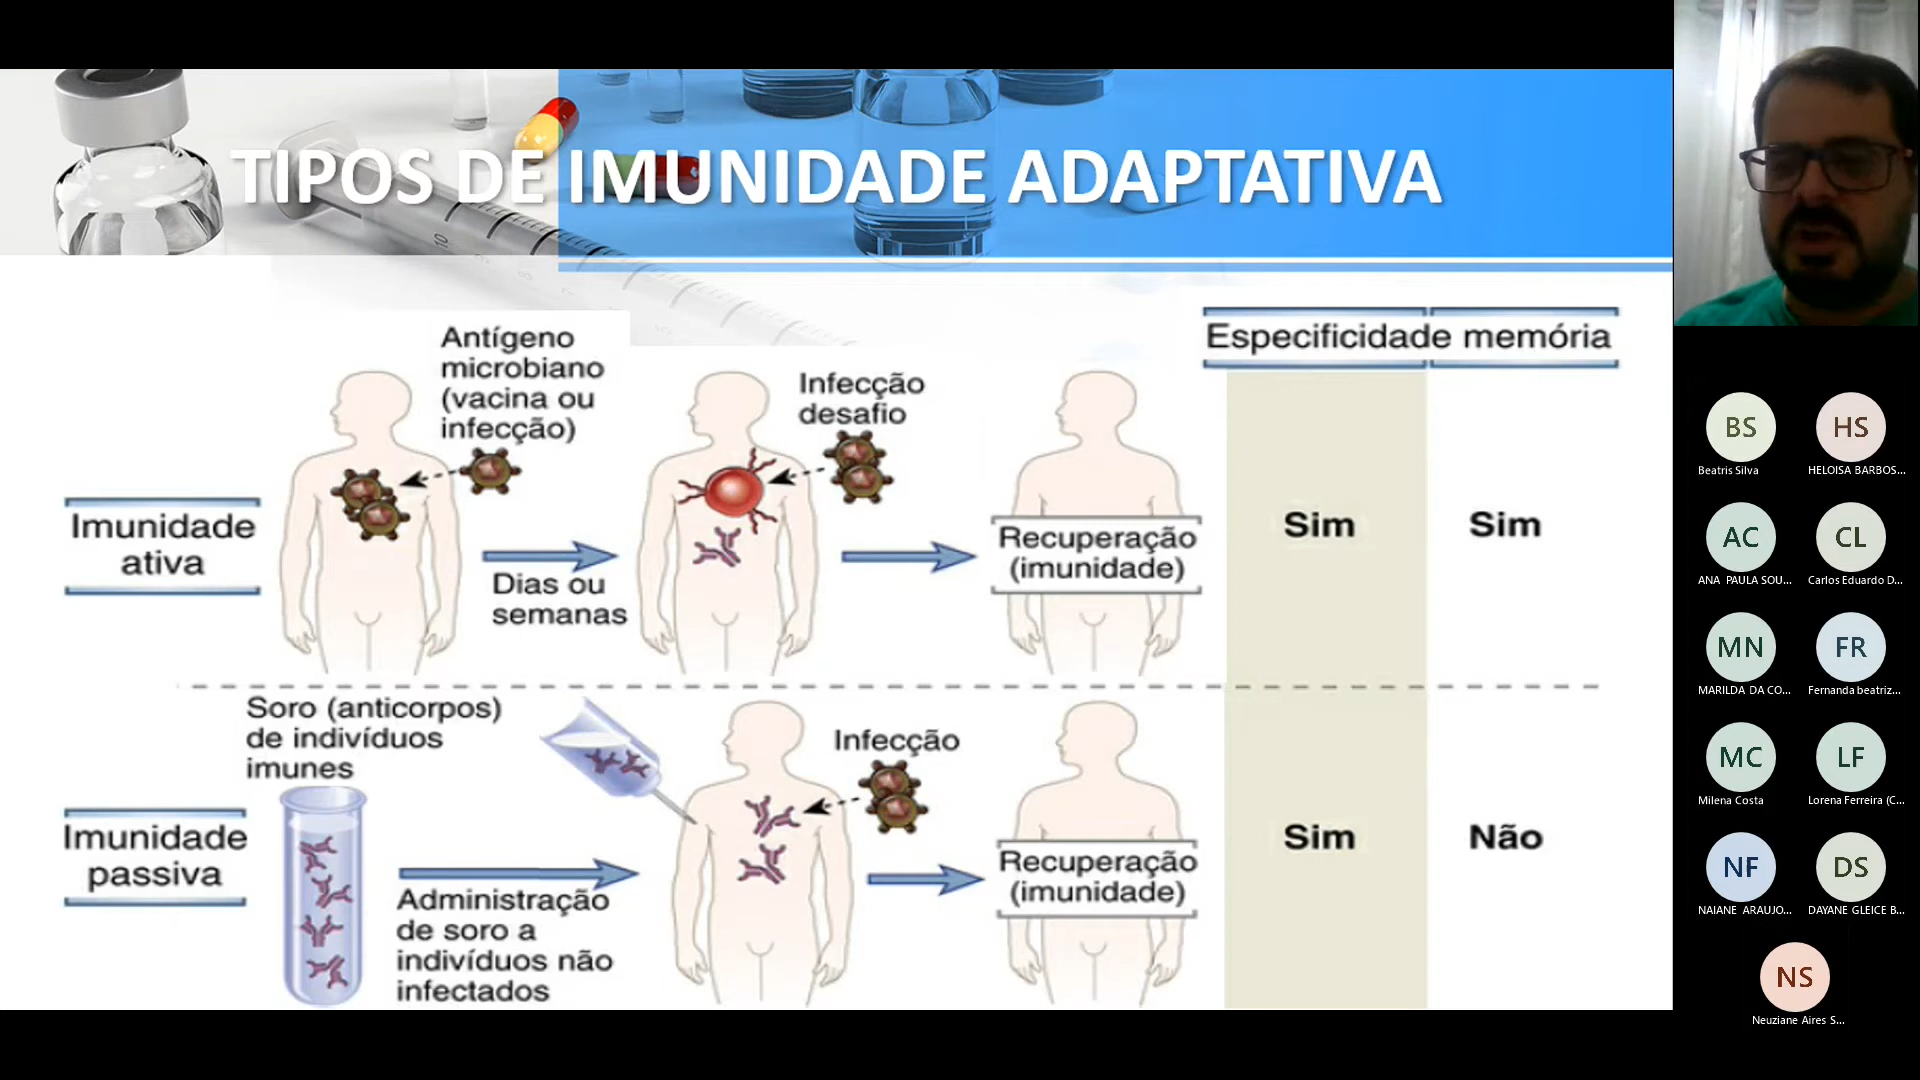 TIPOS DE IMUNIDADE ADAPTATIVA
Especificidade memória
Antígeno
microbiano
(vacina ou
infecção)
Infecção
desafio
Imunidade
ativa
Dias ou
semanas
Recuperação
(imunidade)
Sim
Sim
Soro (anticorpos)
de indivíduos
imunes
Infecção
Imunidade
passiva
Administração
de soro a
indivíduos não
infectados
Recuperação
(imunidade)
Sim
Não
BS
Beatris Silva
HS
HELOISA BARBOS...
AC
ANA PAULA SOU...
CL
Carlos Eduardo D...
MN
MARILDA DA CO...
FR
Fernanda beatriz...
MC
Milena Costa
LF
Lorena Ferreira (C...
NF
NAIANE ARAUJO...
DS
DAYANE GLEICE B...
NS
Neuziane Aires S...
10